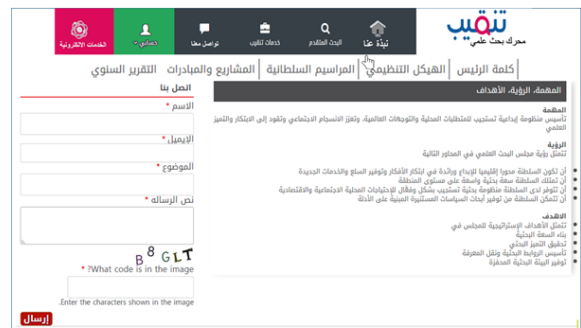 تنقيب
محرك بحث علمي
نبذة عنا
البحث المتقدم
خدمات تنقيب
تواصل معنا
حسابي
الخدمات الالكترونية
كلمة الرئيس | الهيكل التنظيمي | المراسيم السلطانية | المشاريع والمبادرات التقرير السنوي
المهمة، الرؤية، الأهداف
المهمة
تأسيس منظومة إبداعية تستجيب للمتطلبات المحلية والتوجهات العالمية، وتعزز الانسجام الاجتماعي وتقود إلى الابتكار والتميز
العلمي
الرؤية
تتمثل رؤية مجلس البحث العلمي في المحاور التالية
أن تكون السلطنة محورا إقليميا للإبداع ورائدة في ابتكار الأفكار وتوفير السلع والخدمات الجديدة
أن تمتلك السلطنة سعة بحثية واسعة على مستوى المنطقة
أن تتوفر لدى السلطنة منظومة بحثية تستجيب بشكل وفعّال للإحتياجات المحلية الاجتماعية والاقتصادية
أن تتمكن السلطنة من توفير أبحاث السياسات المستنيرة المبنية على الأدلة
الاهدف
تتمثل الأهداف الإستراتيجية للمجلس في
بناء السعة البحثية
تحقيق التميز البحثي
تأسيس الروابط البحثية ونقل المعرفة
توفير البيئة البحثية المحفزة
اتصل بنا
الاسم *
الإيميل *
الموضوع *
نص الرساله *
B 8 G L T
* ?What code is in the image
.Enter the characters shown in the image
إرسال